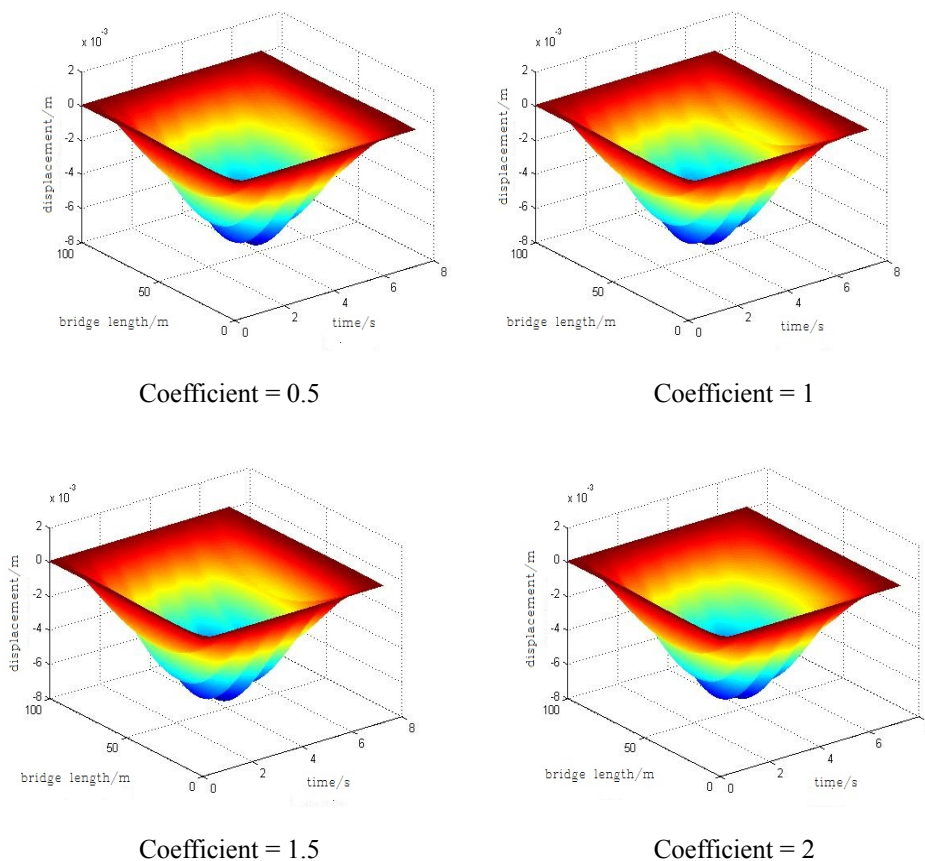 x 10⁻³
2
0
-2
-4
-6
-8
displacement/m
100
50
0
bridge length/m
0
2
4
6
8
time/s
Coefficient = 0.5
x 10⁻³
2
0
-2
-4
-6
-8
displacement/m
100
50
0
bridge length/m
0
2
4
6
8
time/s
Coefficient = 1
x 10⁻³
2
0
-2
-4
-6
-8
displacement/m
100
50
0
bridge length/m
0
2
4
6
8
time/s
Coefficient = 1.5
x 10⁻³
2
0
-2
-4
-6
-8
displacement/m
100
50
0
bridge length/m
0
2
4
6
time/s
Coefficient = 2